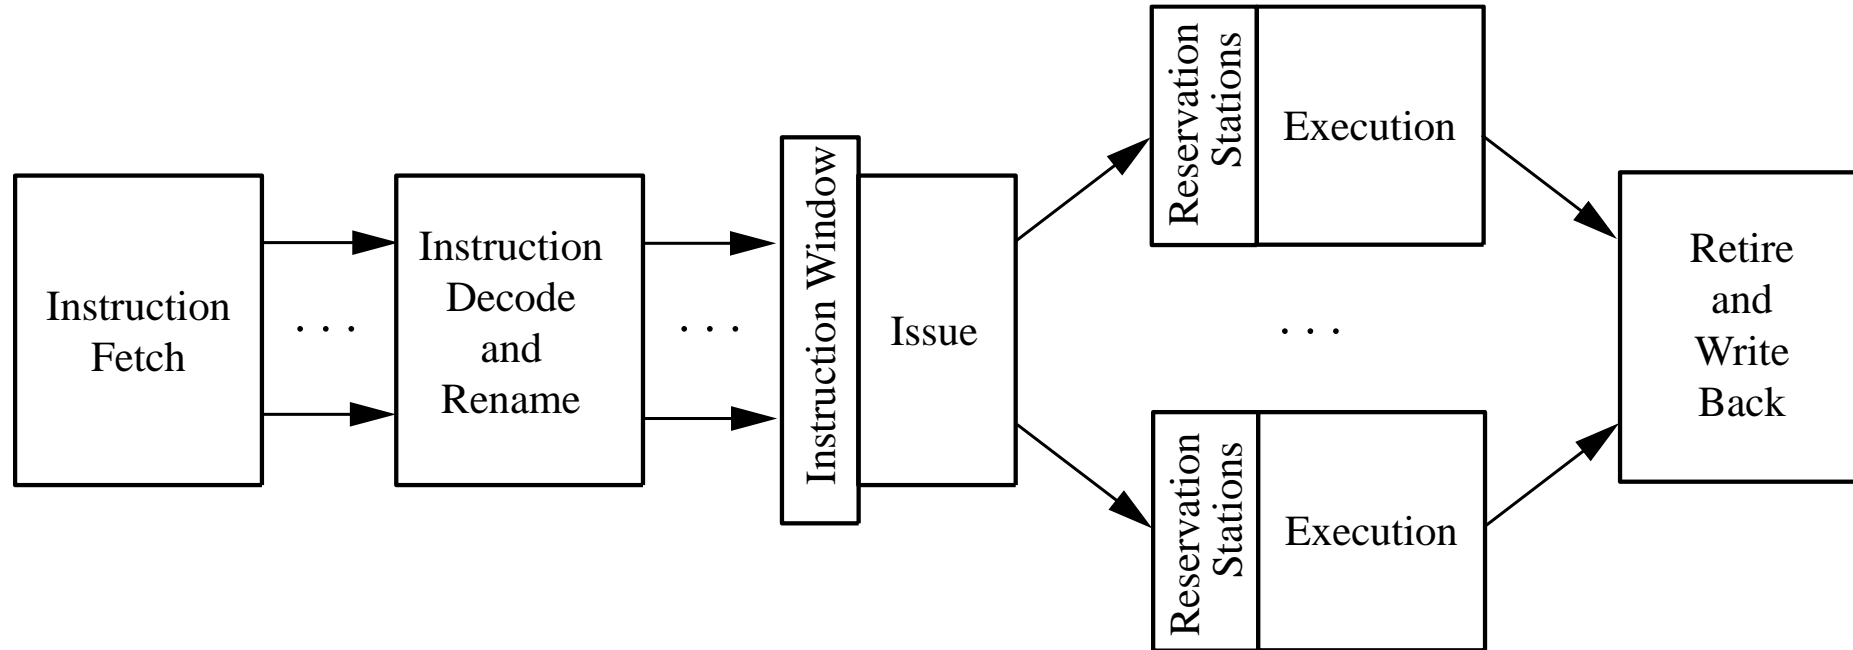 Instruction
Fetch
. . .
Instruction
Decode
and
Rename
. . .
Instruction Window
Issue
Reservation
Stations
Execution
. . .
Reservation
Stations
Execution
Retire
and
Write
Back